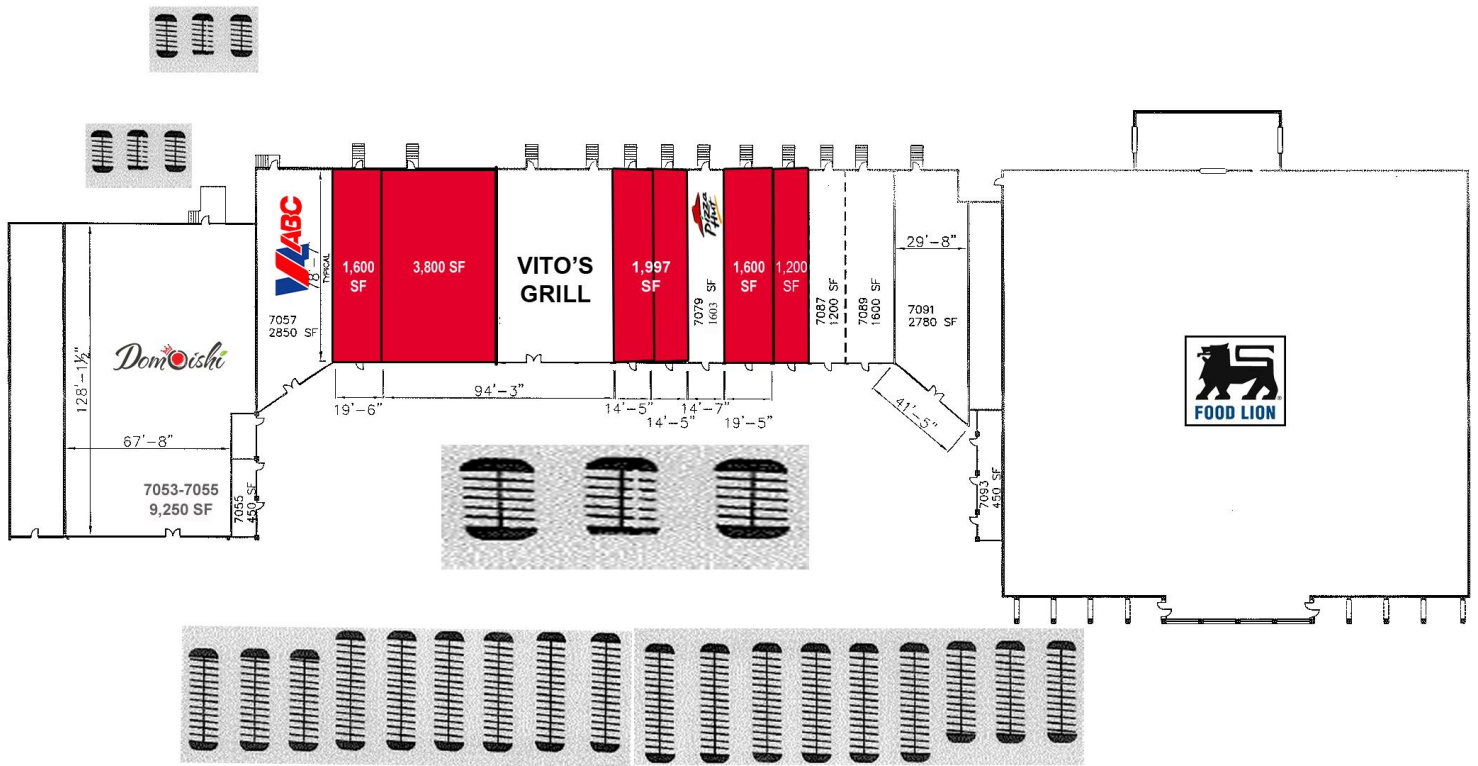 ABC
78'-7"
TYPICAL
7057
2850 SF
1,600
SF
3,800 SF
VITO'S
GRILL
1,997
SF
Pizza
Hut
7079 SF
1603
1,600
SF
1,200
SF
7087
1200 SF
7089
1600 SF
29'-8"
7091
2780 SF
DomOishi
128'-1½"
67'-8"
7053-7055
9,250 SF
7055
450 SF
19'-6"
94'-3"
14'-5"
14'-5"
14'-7"
19'-5"
41'-5"
7093
450 SF
FOOD LION